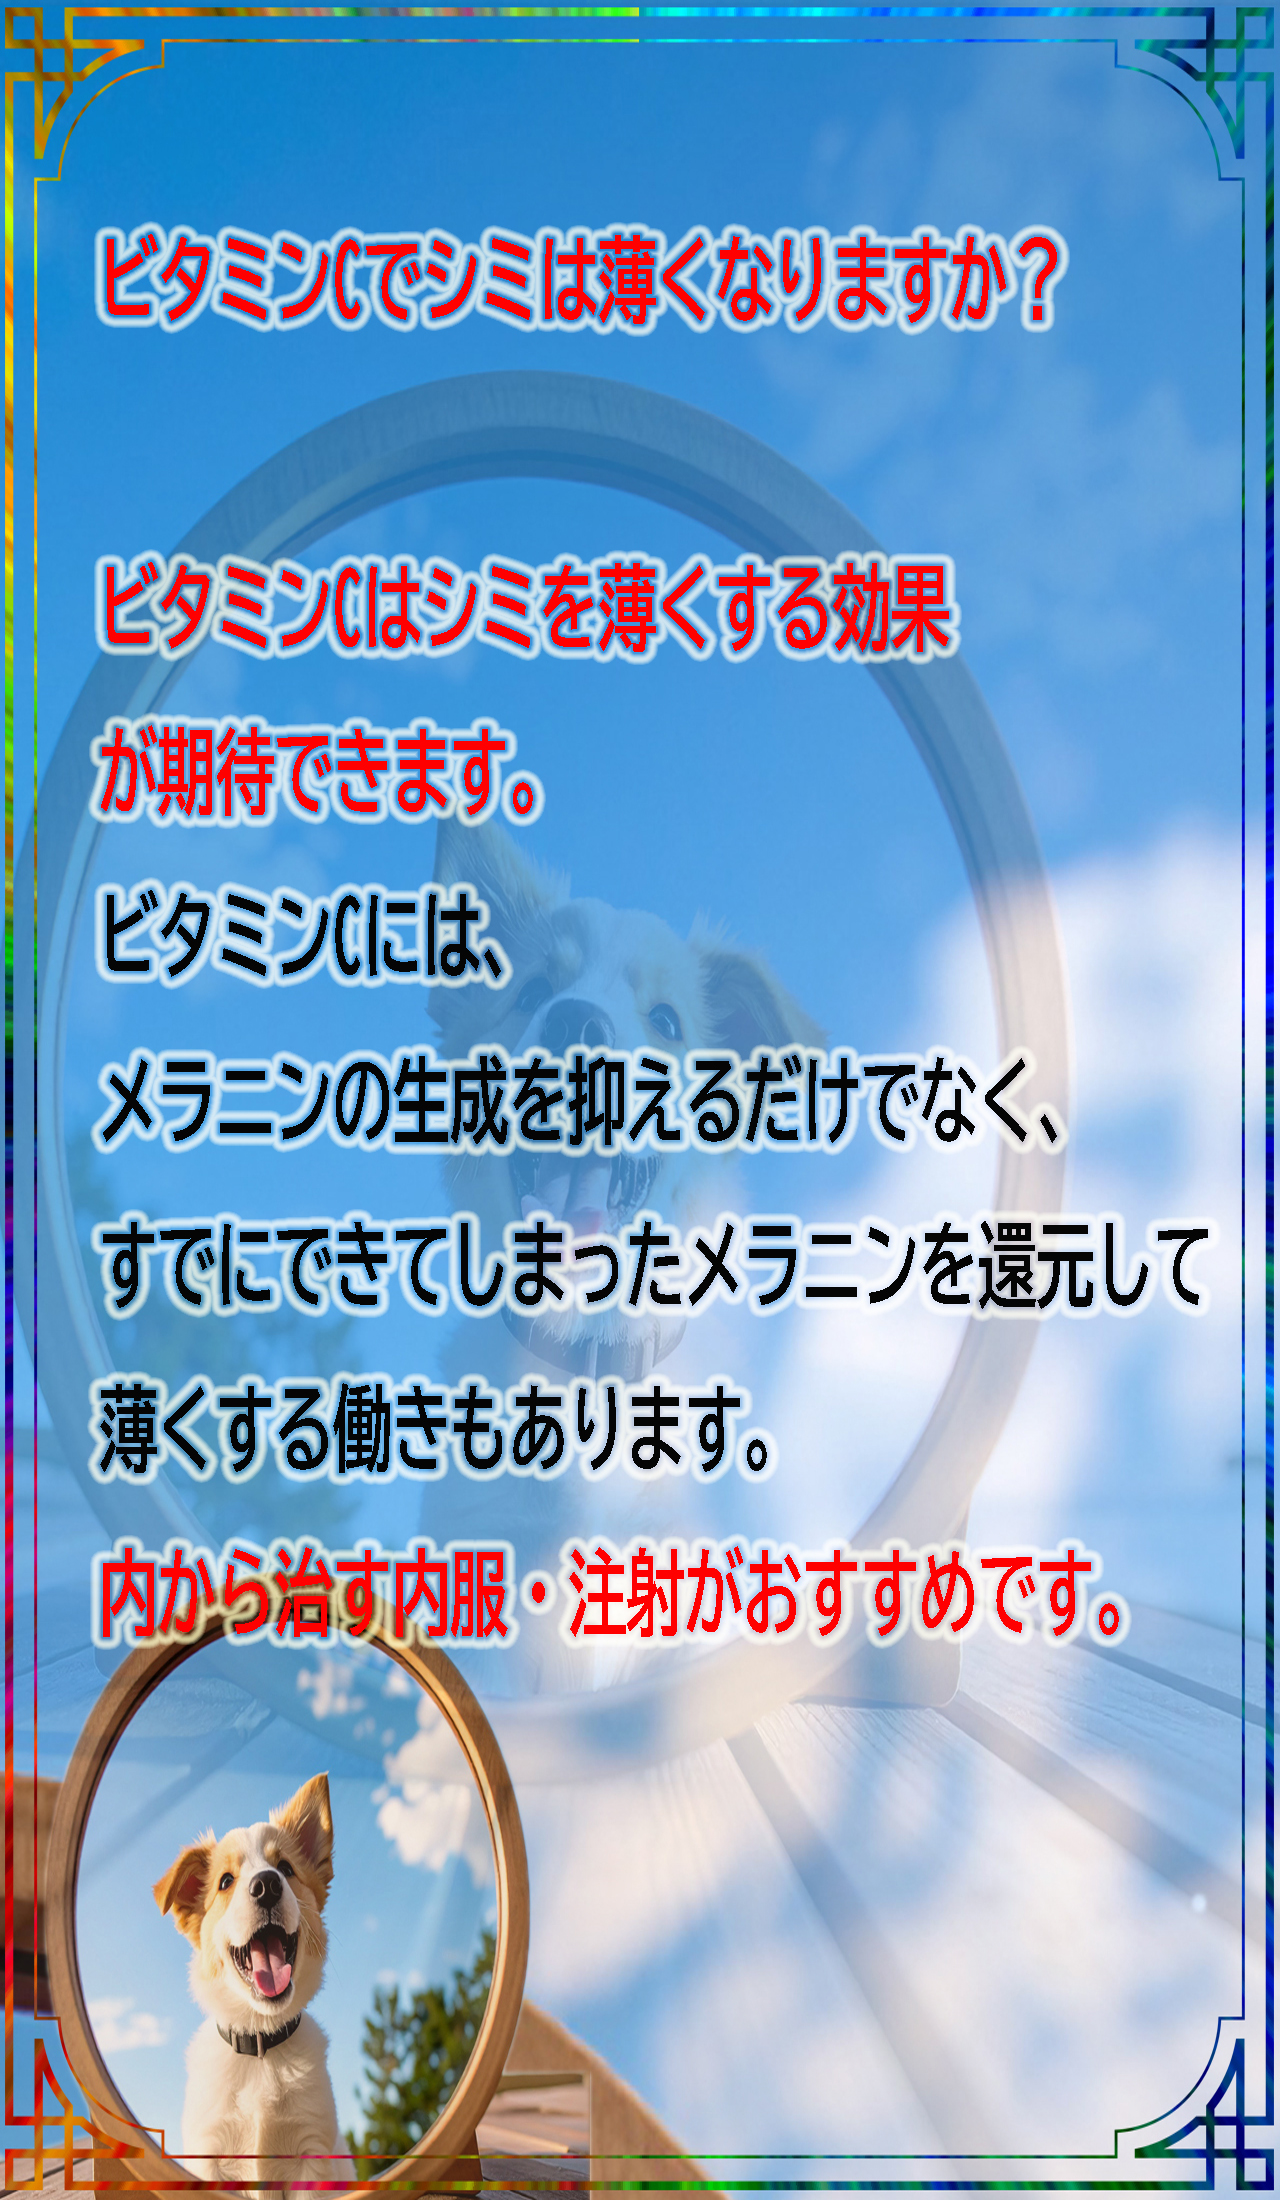 ビタミンCでシミは薄くなりますか？
ビタミンCはシミを薄くする効果
が期待できます。
ビタミンCには、
メラニンの生成を抑えるだけでなく、
すでにできてしまったメラニンを還元して
薄くする働きもあります。
内から治す内服・注射がおすすめです。